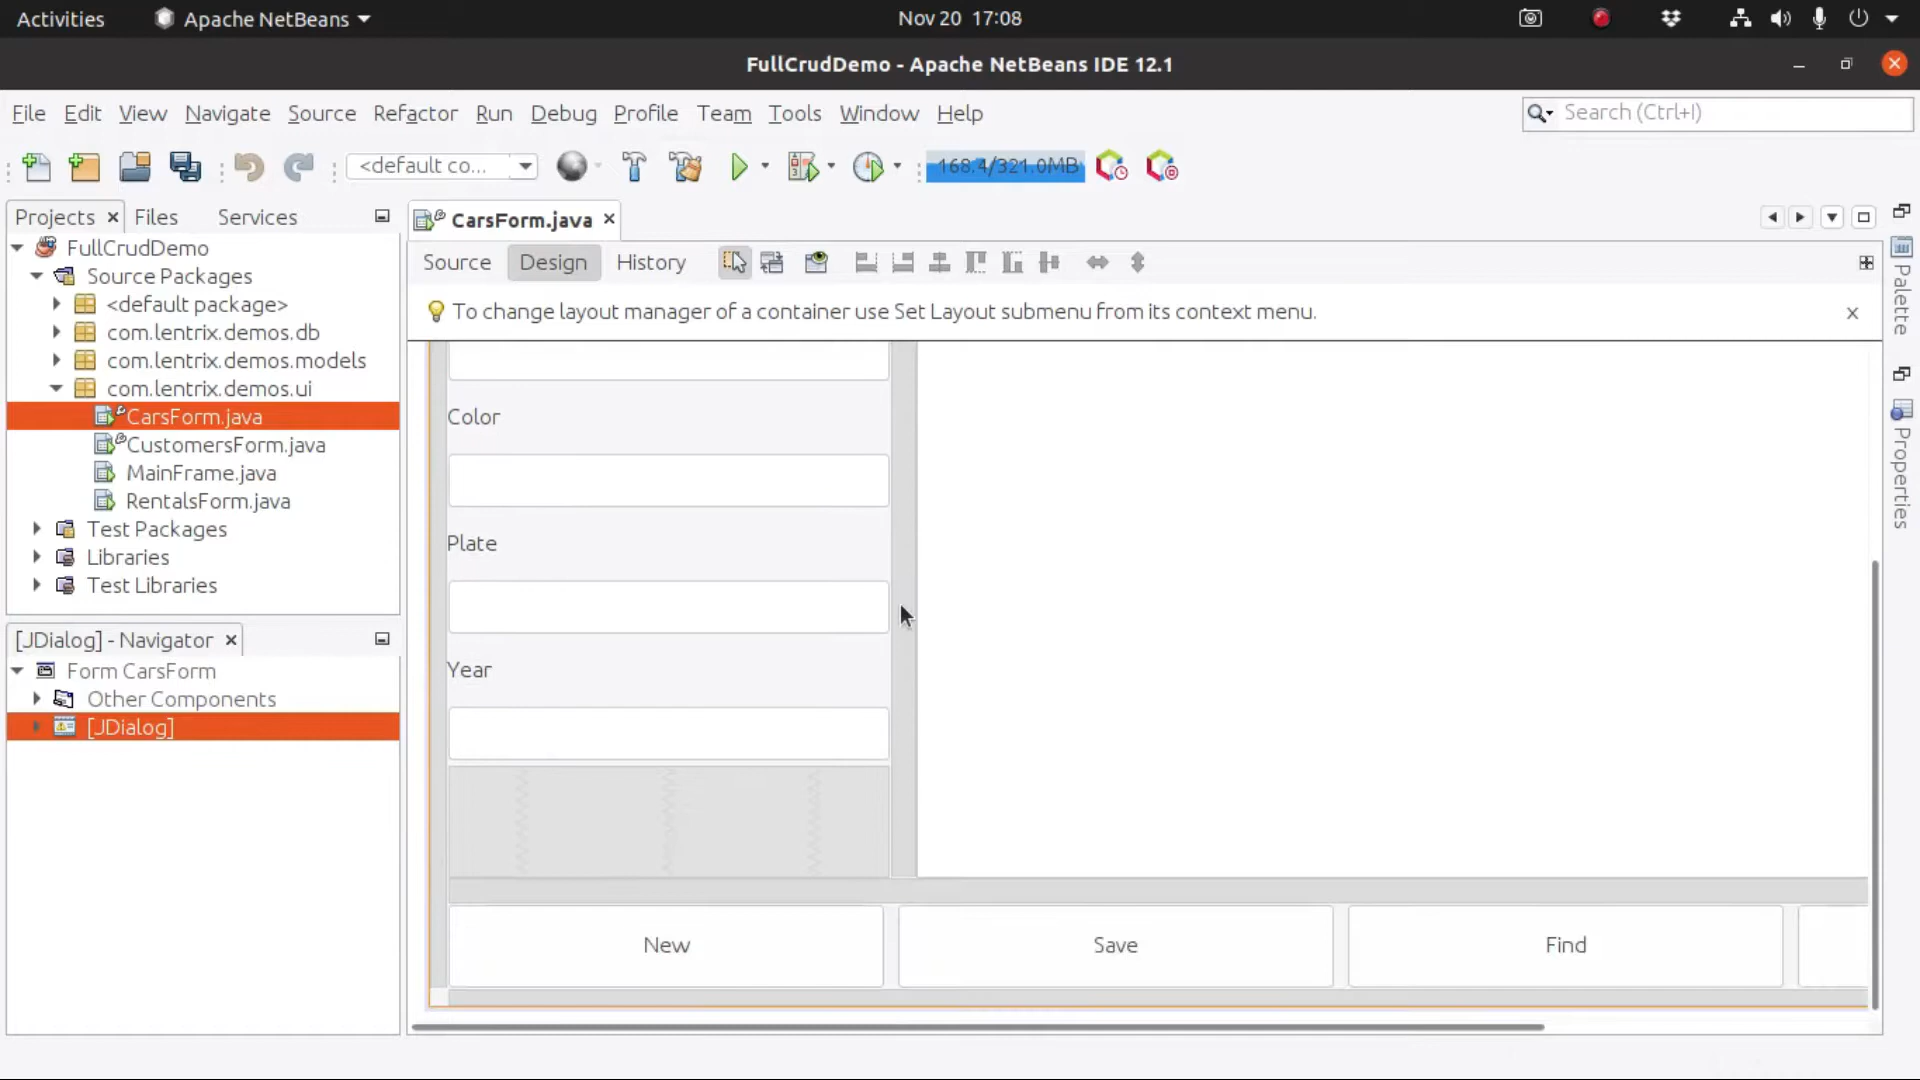 Activities
Apache NetBeans
Nov 20 17:08
FullCrudDemo - Apache NetBeans IDE 12.1
File Edit View Navigate Source Refactor Run Debug Profile Team Tools Window Help
Search (Ctrl+I)
<default co...
168.4/321.0MB
Projects
Files
Services
CarsForm.java
FullCrudDemo
Source Packages
<default package>
com.lentrix.demos.db
com.lentrix.demos.models
com.lentrix.demos.ui
CarsForm.java
CustomersForm.java
MainFrame.java
RentalsForm.java
Test Packages
Libraries
Test Libraries
[JDialog] - Navigator
Form CarsForm
Other Components
[JDialog]
Source
Design
History
To change layout manager of a container use Set Layout submenu from its context menu.
Color
Plate
Year
New
Save
Find
Palette
Properties